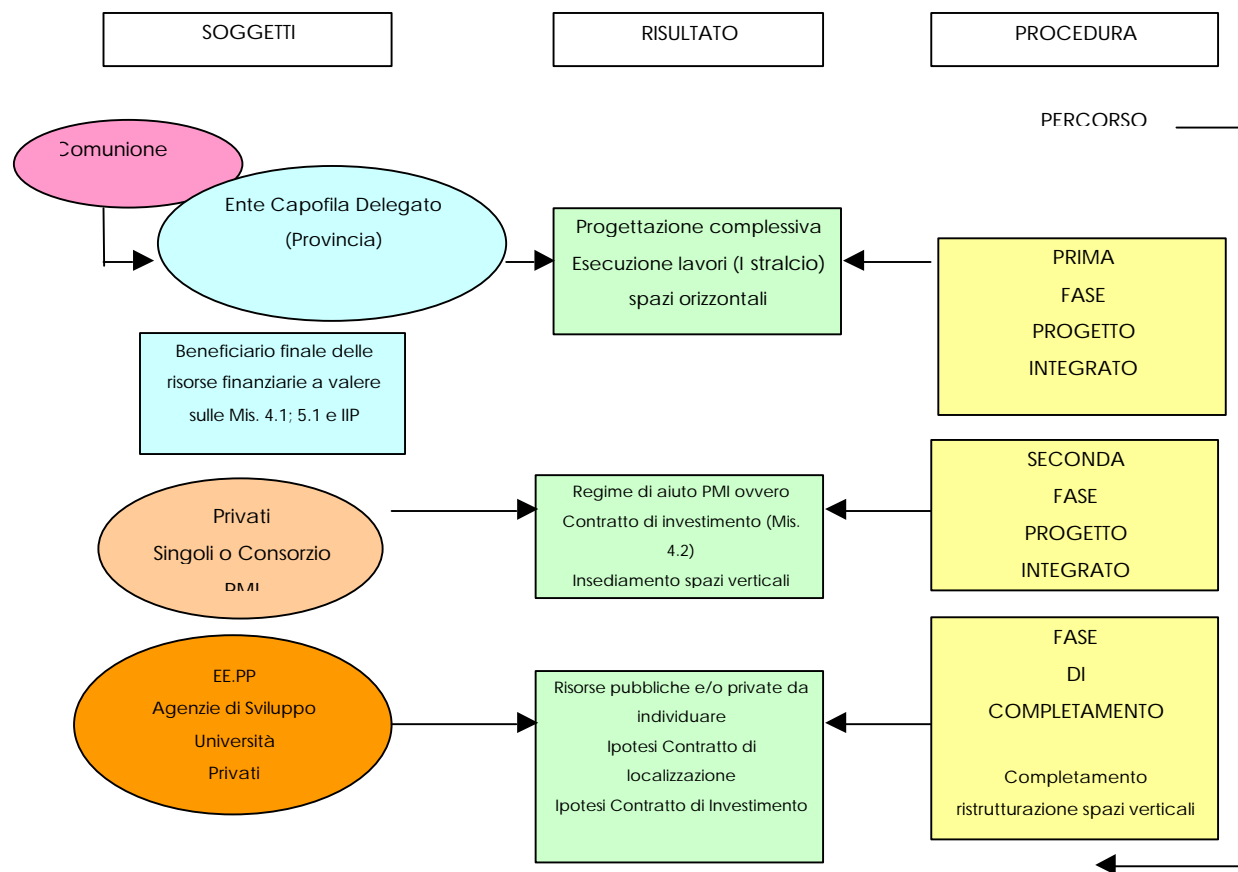 SOGGETTI
RISULTATO
PROCEDURA
PERCORSO
Comunione
Ente Capofila Delegato
(Provincia)
Progettazione complessiva
Esecuzione lavori (I stralcio)
spazi orizzontali
PRIMA
FASE
PROGETTO
INTEGRATO
Beneficiario finale delle
risorse finanziarie a valere
sulle Mis. 4.1; 5.1 e IIP
Privati
Singoli o Consorzio
PMI
Regime di aiuto PMI ovvero
Contratto di investimento (Mis.
4.2)
Insediamento spazi verticali
SECONDA
FASE
PROGETTO
INTEGRATO
EE.PP
Agenzie di Sviluppo
Università
Privati
Risorse pubbliche e/o private da
individuare
Ipotesi Contratto di
localizzazione
Ipotesi Contratto di Investimento
FASE
DI
COMPLETAMENTO
Completamento
ristrutturazione spazi verticali